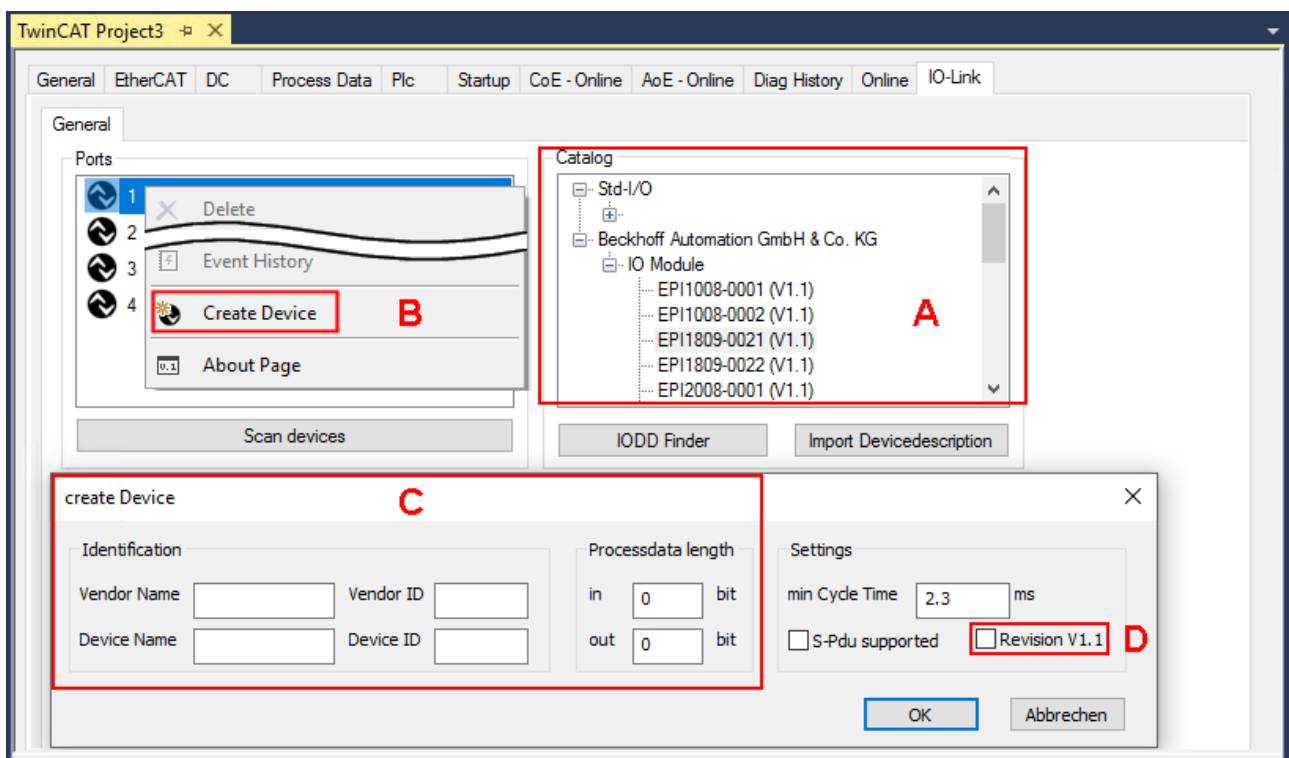 TwinCAT Project3
General EtherCAT DC Process Data Plc Startup CoE - Online AoE - Online Diag History Online IO-Link
General
Ports
1
2
3
4
Delete
Event History
Create Device
B
About Page
Scan devices
Catalog
Std-I/O
Beckhoff Automation GmbH & Co. KG
IO Module
EPI1008-0001 (V1.1)
EPI1008-0002 (V1.1)
EPI1809-0021 (V1.1)
EPI1809-0022 (V1.1)
EPI2008-0001 (V1.1)
A
IODD Finder Import Devicedescription
create Device
C
Identification
Vendor Name Vendor ID
Device Name Device ID
Processdata length
in 0 bit
out 0 bit
Settings
min Cycle Time 2.3 ms
S-Pdu supported Revision V1.1
D
OK Abbrechen